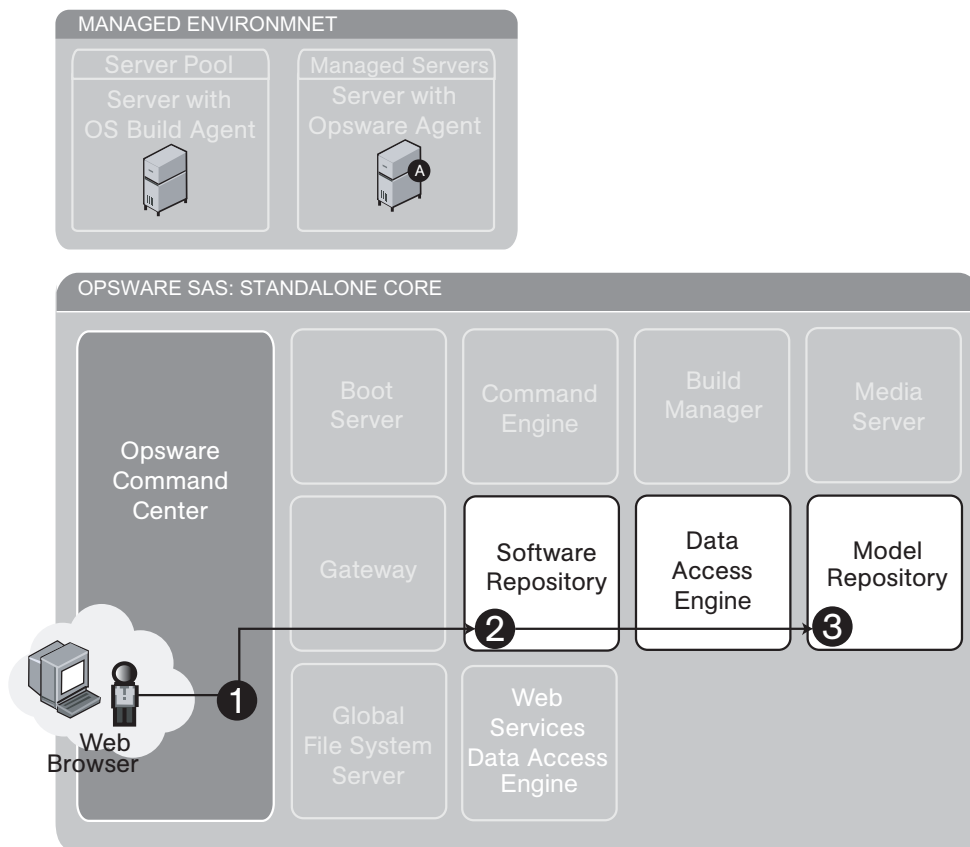 MANAGED ENVIRONMNET
Server Pool
Server with
OS Build Agent
Managed Servers
Server with
Opsware Agent
A
OPSWARE SAS: STANDALONE CORE
Opsware
Command
Center
Boot
Server
Command
Engine
Build
Manager
Media
Server
Gateway
Software
Repository
Data
Access
Engine
Model
Repository
1
2
3
Web
Browser
Global
File System
Server
Web
Services
Data Access
Engine